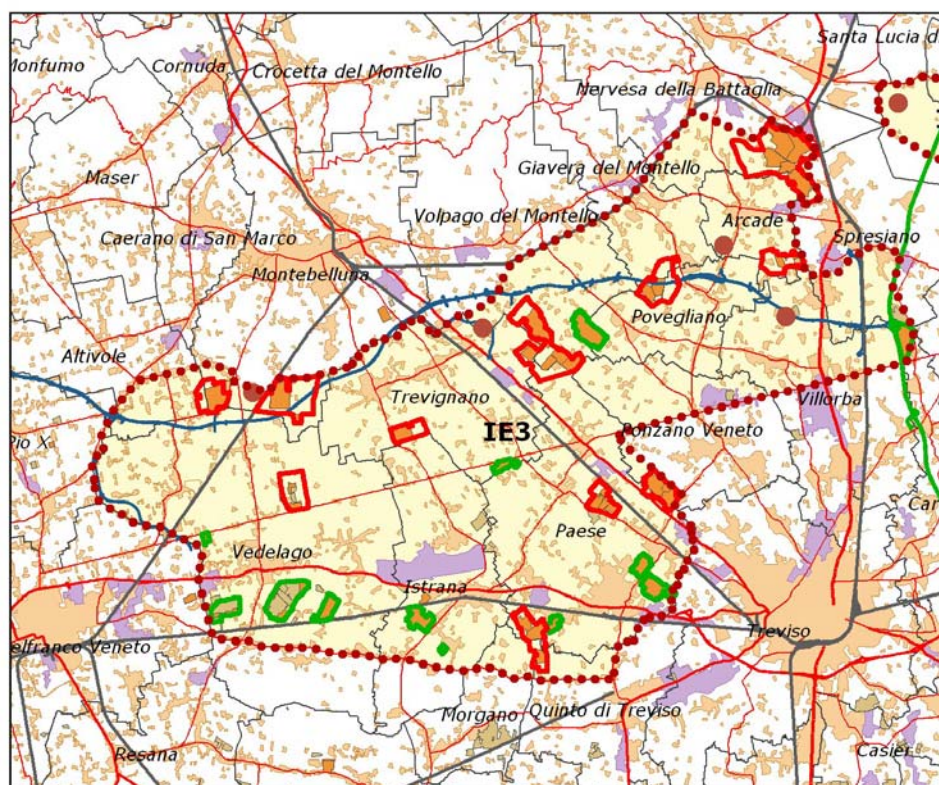 Santa Lucia d
Monfumo
Cornuda
Crocetta del Montello
Nervesa della Battaglia
Giavera del Montello
Maser
Volpago del Montello
Arcade
Caerano di San Marco
Spresiano
Montebelluna
Povegliano
Altivole
Trevignano
Villorba
IE3
Ponzano Veneto
Pio X
Car
Paese
Vedelago
Istrana
Treviso
elfranco Veneto
Morgano
Quinto di Treviso
Resana
Casier